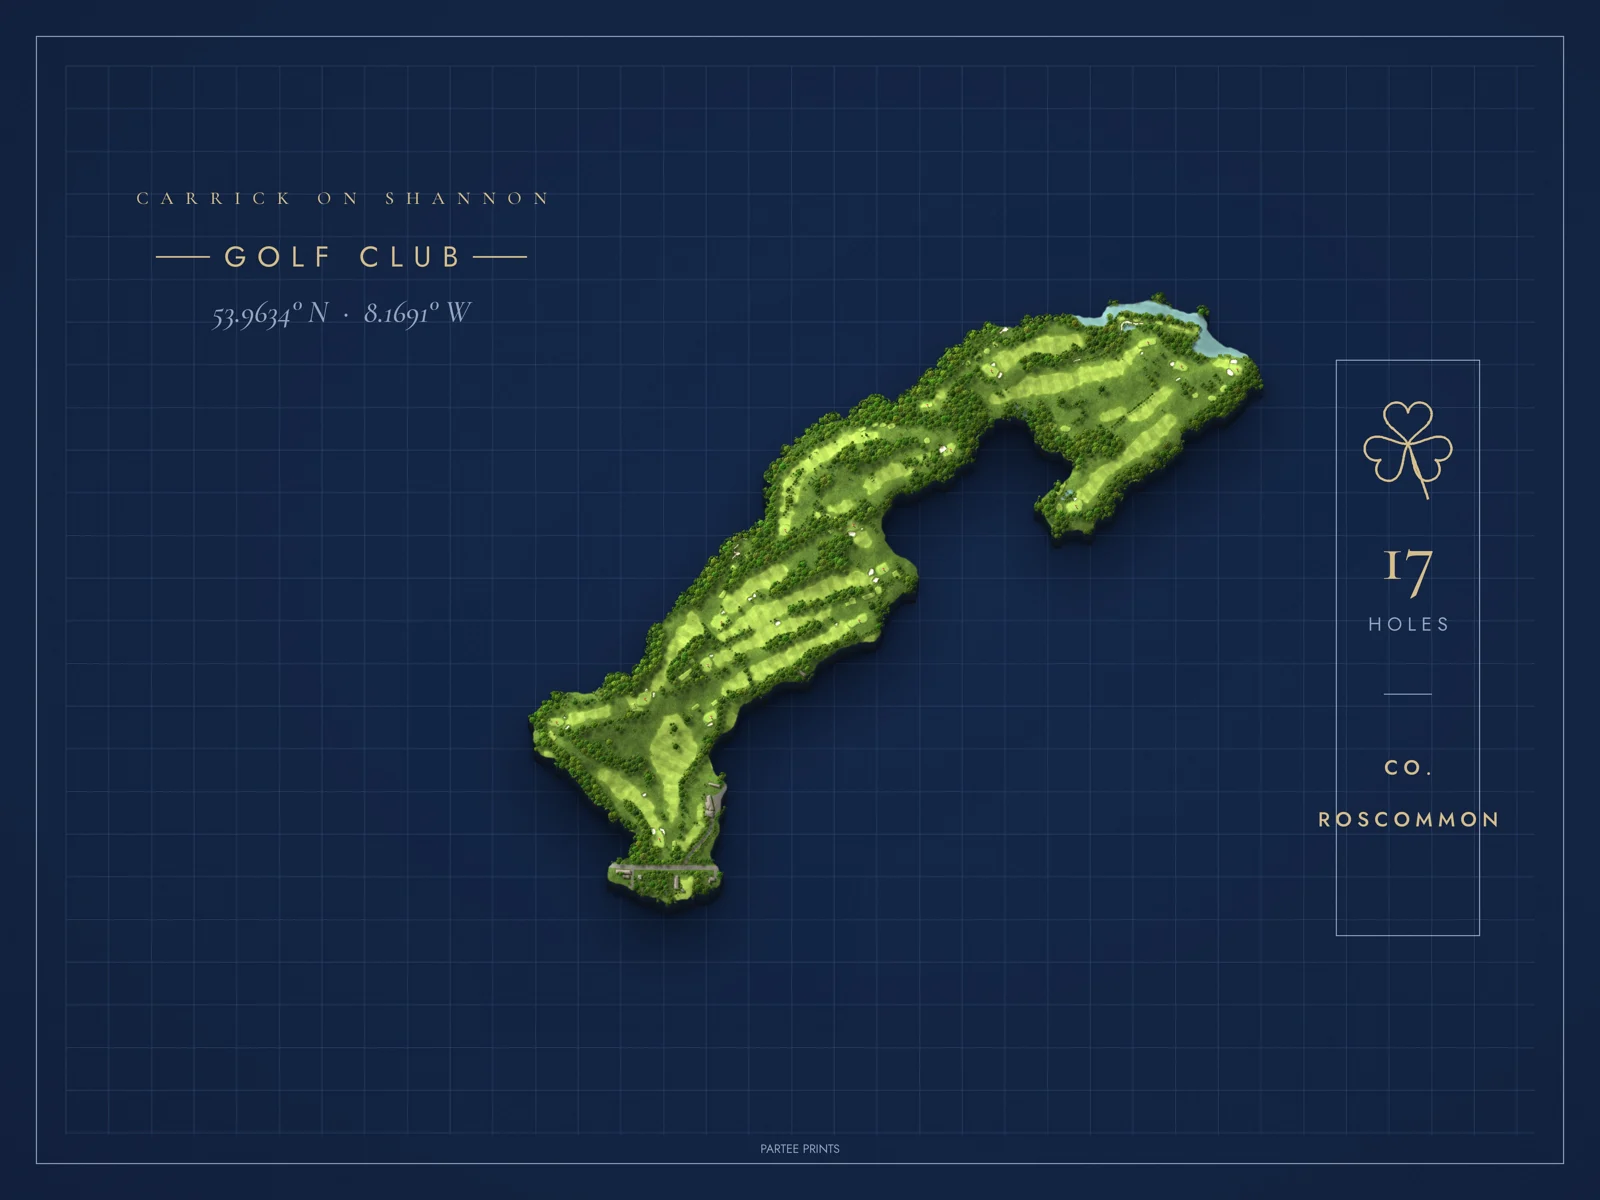 CARRICK ON SHANNON
GOLF CLUB
53.9634° N · 8.1691° W
17
HOLES
CO.
ROSCOMMON
PARTEE PRINTS